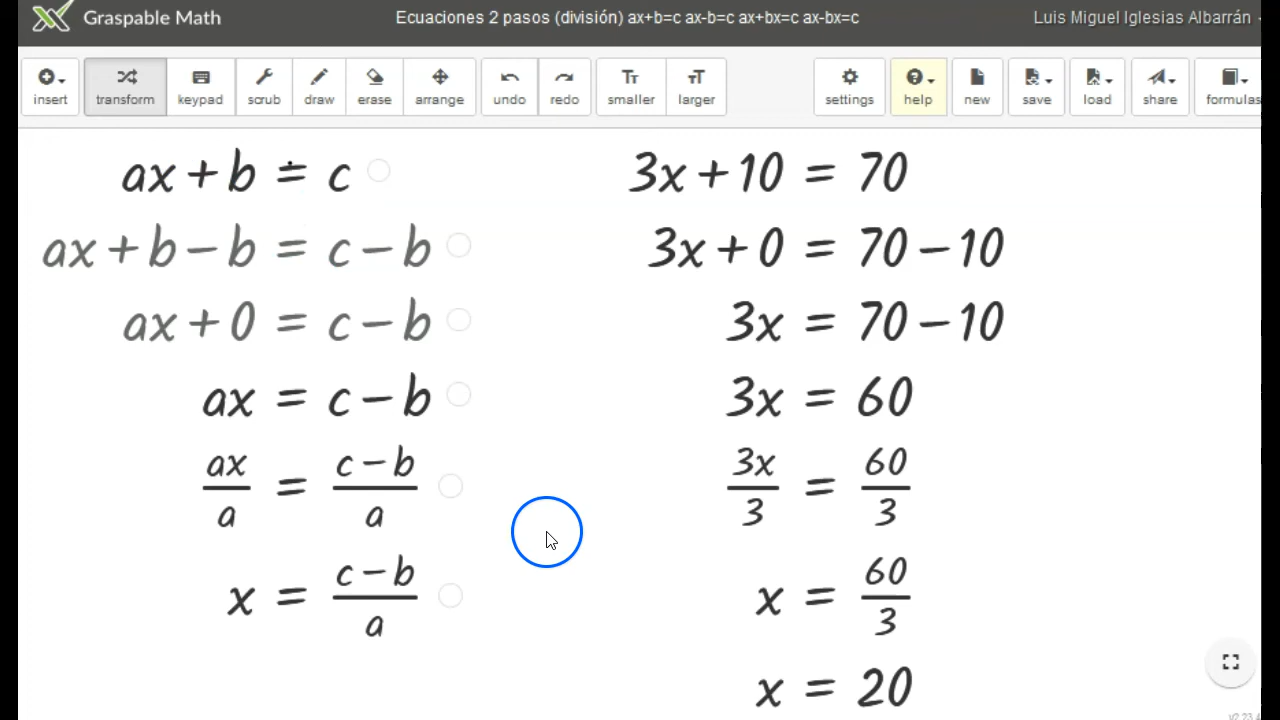 Graspable Math Ecuaciones 2 pasos (división) ax+b=c ax-b=c ax+bx=c ax-bx=c Luis Miguel Iglesias Albarrán
insert transform keypad scrub draw erase arrange undo redo smaller larger settings help new save load share formulas
ax + b = c
ax + b − b = c − b
ax + 0 = c − b
ax = c − b
ax/a = (c − b)/a
x = (c − b)/a
3x + 10 = 70
3x + 0 = 70 − 10
3x = 70 − 10
3x = 60
3x/3 = 60/3
x = 60/3
x = 20